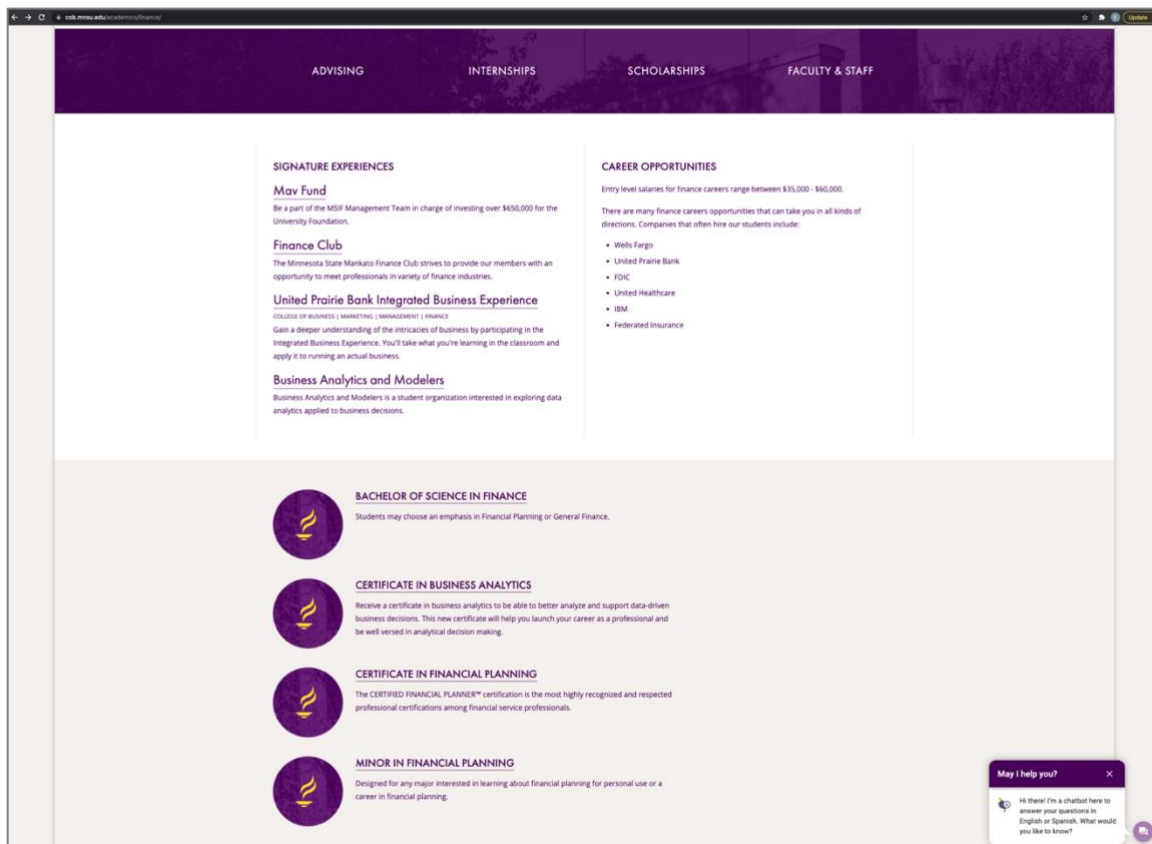 cob.mnsu.edu/academics/finance/
Update
ADVISING
INTERNSHIPS
SCHOLARSHIPS
FACULTY & STAFF
SIGNATURE EXPERIENCES
Mav Fund
Be a part of the MSIF Management Team in charge of investing over $650,000 for the
University Foundation.
Finance Club
The Minnesota State Mankato Finance Club strives to provide our members with an
opportunity to meet professionals in variety of finance industries.
United Prairie Bank Integrated Business Experience
COLLEGE OF BUSINESS | MARKETING | MANAGEMENT | FINANCE
Gain a deeper understanding of the intricacies of business by participating in the
Integrated Business Experience. You'll take what you're learning in the classroom and
apply it to running an actual business.
Business Analytics and Modelers
Business Analytics and Modelers is a student organization interested in exploring data
analytics applied to business decisions.
CAREER OPPORTUNITIES
Entry level salaries for finance careers range between $35,000 - $60,000.
There are many finance careers opportunities that can take you in all kinds of
directions. Companies that often hire our students include:
• Wells Fargo
• United Prairie Bank
• FDIC
• United Healthcare
• IBM
• Federated Insurance
BACHELOR OF SCIENCE IN FINANCE
Students may choose an emphasis in Financial Planning or General Finance.
CERTIFICATE IN BUSINESS ANALYTICS
Receive a certificate in business analytics to be able to better analyze and support data-driven
business decisions. This new certificate will help you launch your career as a professional and
be well versed in analytical decision making.
CERTIFICATE IN FINANCIAL PLANNING
The CERTIFIED FINANCIAL PLANNER™ certification is the most highly recognized and respected
professional certifications among financial service professionals.
MINOR IN FINANCIAL PLANNING
Designed for any major interested in learning about financial planning for personal use or a
career in financial planning.
May I help you?
Hi there! I'm a chatbot here to
answer your questions in
English or Spanish. What would
you like to know?